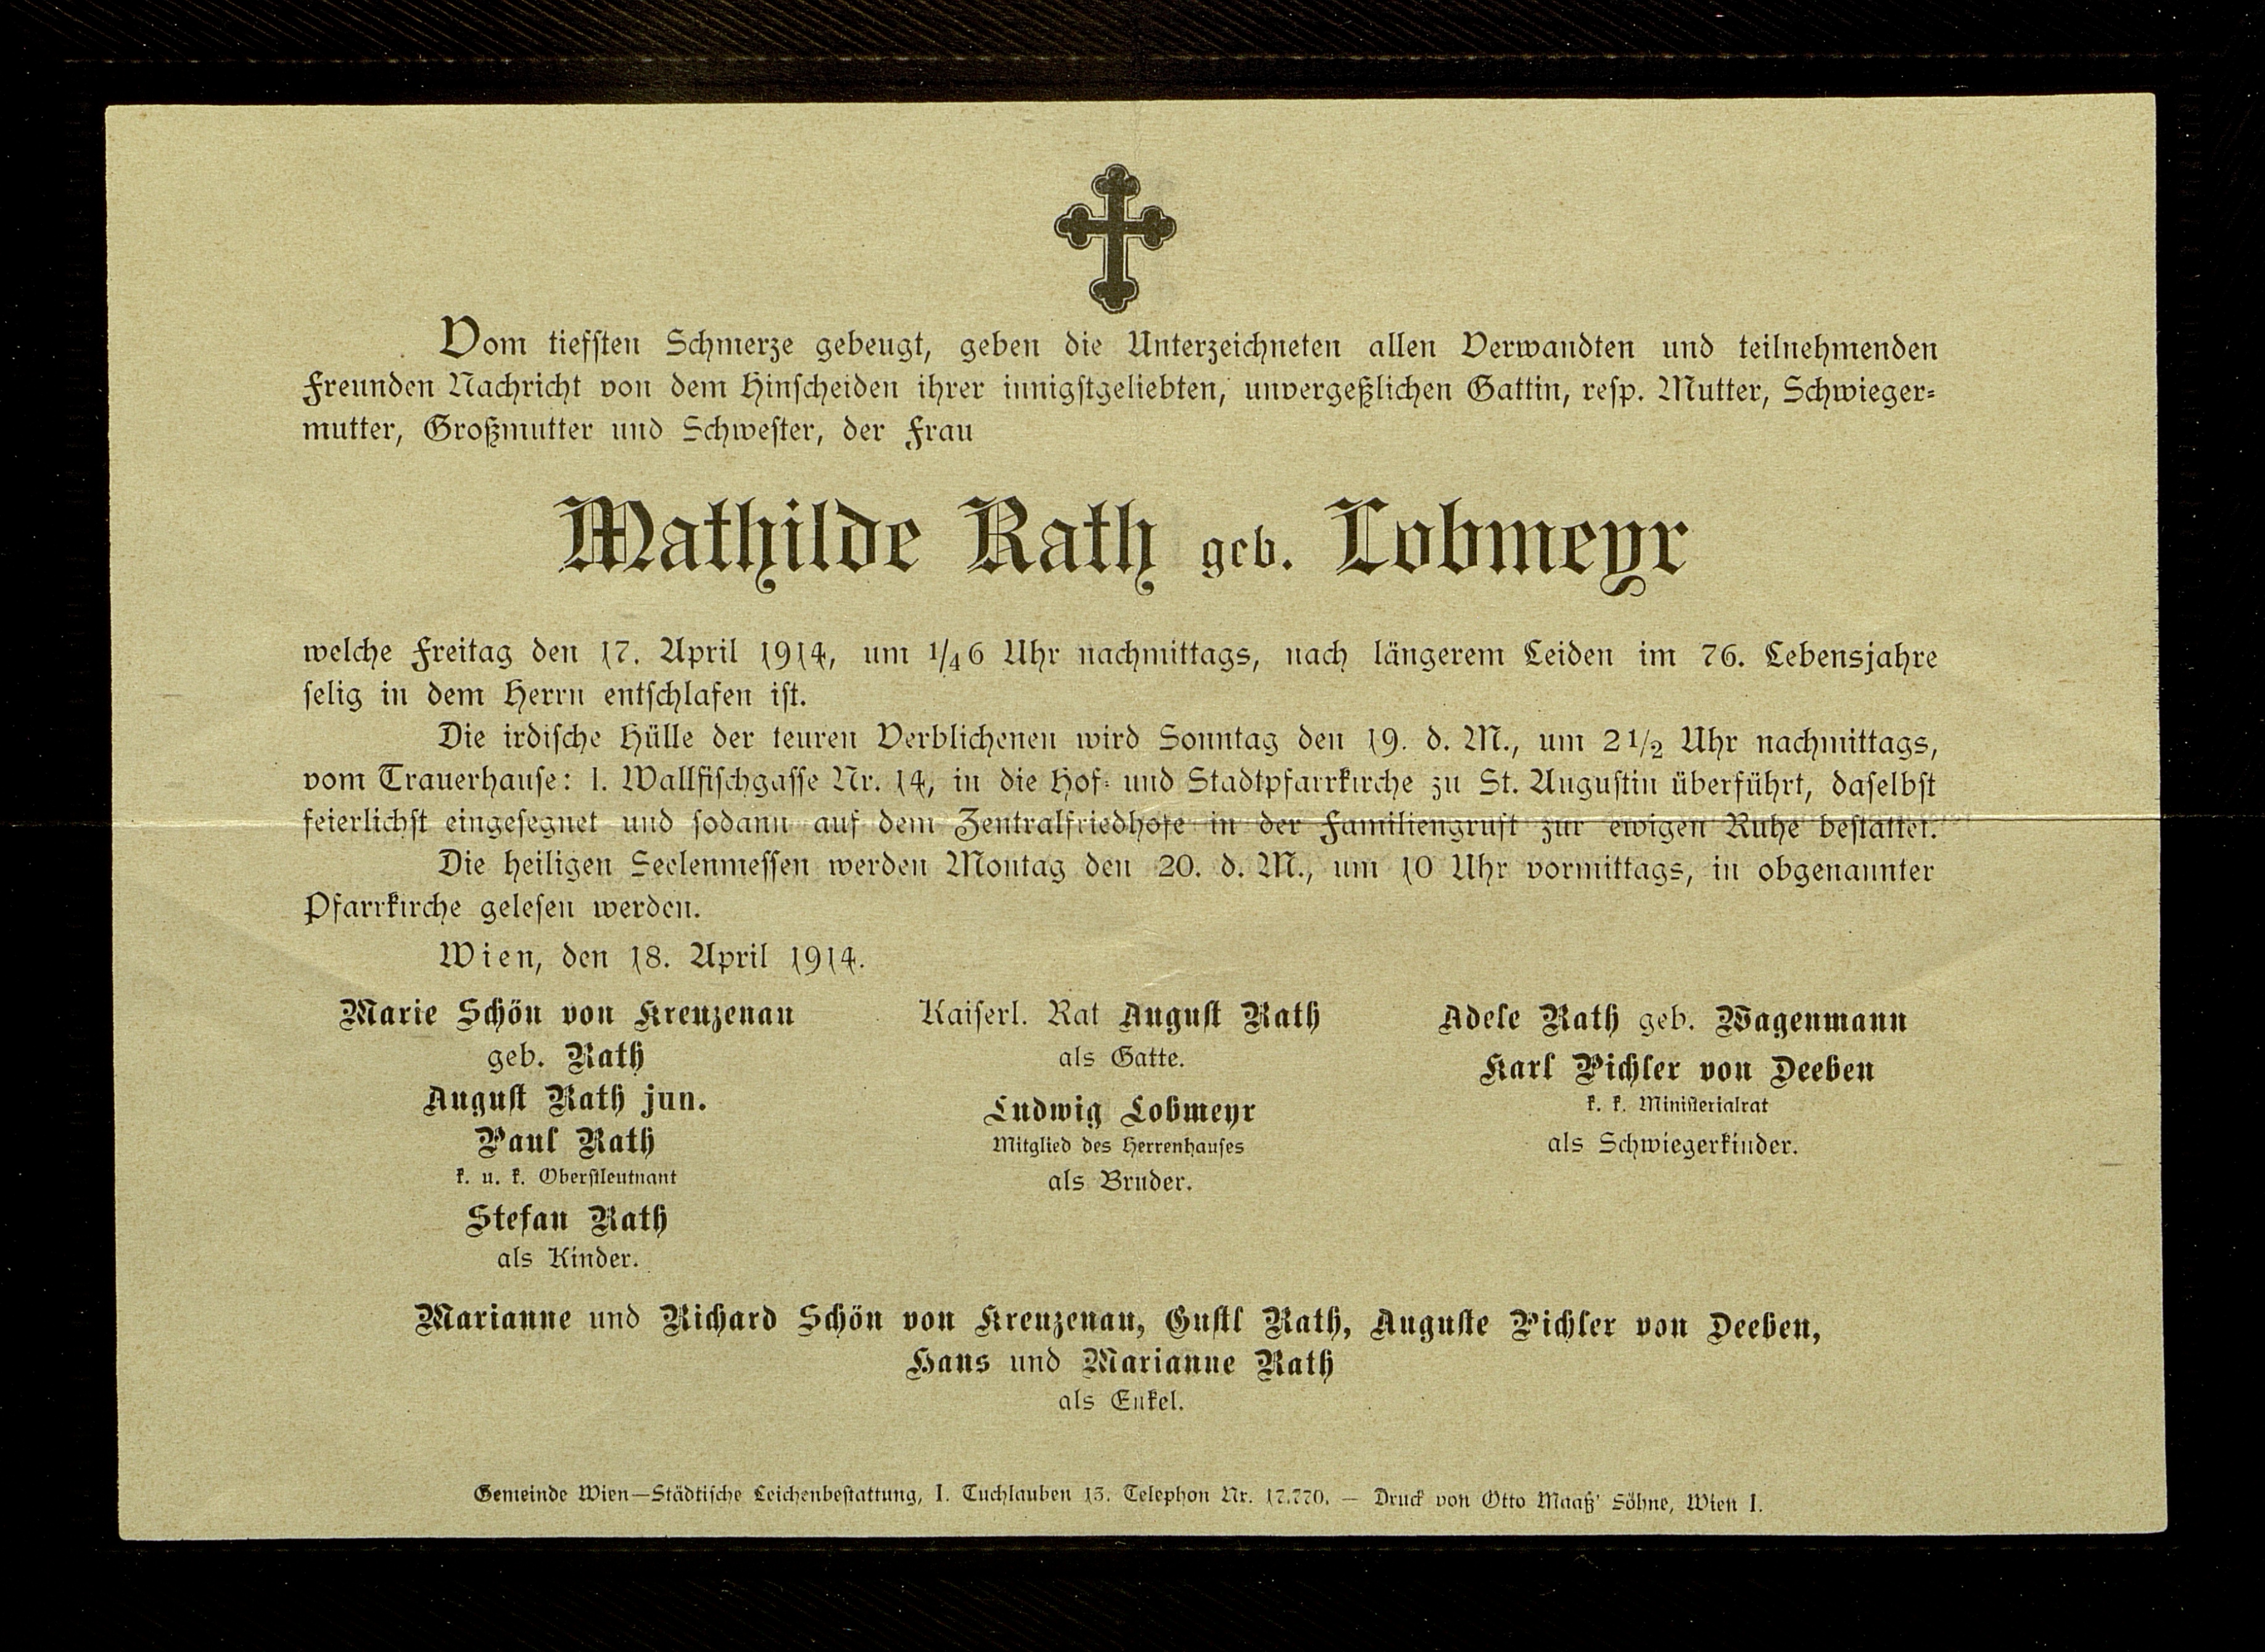 Vom tiefsten Schmerze gebeugt, geben die Unterzeichneten allen Verwandten und teilnehmenden
Freunden Nachricht von dem Hinscheiden ihrer innigstgeliebten, unvergeßlichen Gattin, resp. Mutter, Schwieger-
mutter, Großmutter und Schwester, der Frau
Mathilde Rath geb. Lobmeyr
welche Freitag den 17. April 1914, um 1/4 6 Uhr nachmittags, nach längerem Leiden im 76. Lebensjahre
selig in dem Herrn entschlafen ist.
Die irdische Hülle der teuren Verblichenen wird Sonntag den 19. d. M., um 2 1/2 Uhr nachmittags,
vom Trauerhause: I. Wallfischgasse Nr. 14, in die Hof- und Stadtpfarrkirche zu St. Augustin überführt, daselbst
feierlichst eingesegnet und sodann auf dem Zentralfriedhofe in der Familiengruft zur ewigen Ruhe bestattet.
Die heiligen Seelenmessen werden Montag den 20. d. M., um 10 Uhr vormittags, in obgenannter
Pfarrkirche gelesen werden.
Wien, den 18. April 1914.
Marie Schön von Kreuzenau
geb. Rath
August Rath jun.
Paul Rath
k. u. k. Oberstleutnant
Stefan Rath
als Kinder.
Kaiserl. Rat August Rath
als Gatte.
Ludwig Lobmeyr
Mitglied des Herrenhauses
als Bruder.
Adele Rath geb. Wagenmann
Karl Pichler von Deeben
k. k. Ministerialrat
als Schwiegerkinder.
Marianne und Richard Schön von Kreuzenau, Gustl Rath, Auguste Pichler von Deeben,
Hans und Marianne Rath
als Enkel.
Gemeinde Wien—Städtische Leichenbestattung, I. Tuchlauben 13. Telephon Nr. 17.770. — Druck von Otto Maaß' Söhne, Wien I.